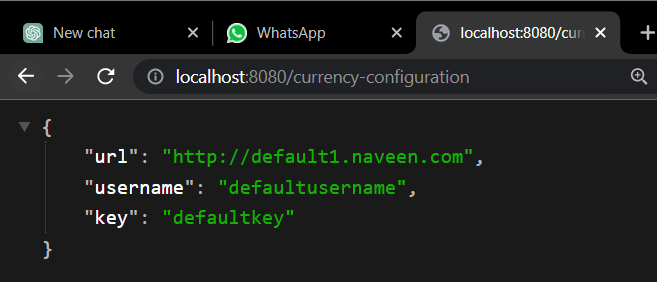 New chat
WhatsApp
localhost:8080/curr
localhost:8080/currency-configuration
{
"url": "http://default1.naveen.com",
"username": "defaultusername",
"key": "defaultkey"
}